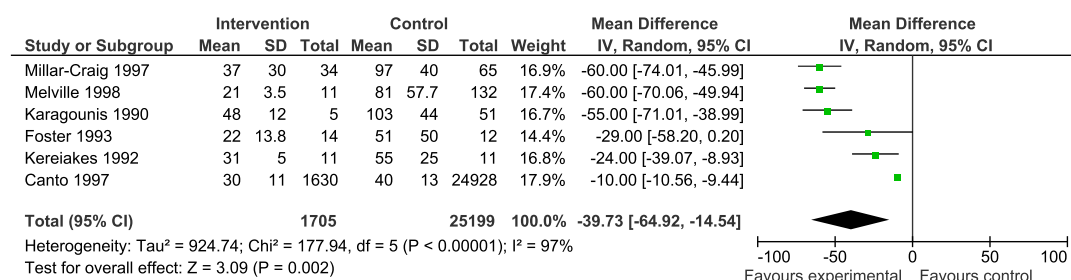 Intervention Control Mean Difference Mean Difference
Study or Subgroup Mean SD Total Mean SD Total Weight IV, Random, 95% CI IV, Random, 95% CI
Millar-Craig 1997 37 30 34 97 40 65 16.9% -60.00 [-74.01, -45.99]
Melville 1998 21 3.5 11 81 57.7 132 17.4% -60.00 [-70.06, -49.94]
Karagounis 1990 48 12 5 103 44 51 16.6% -55.00 [-71.01, -38.99]
Foster 1993 22 13.8 14 51 50 12 14.4% -29.00 [-58.20, 0.20]
Kereiakes 1992 31 5 11 55 25 11 16.8% -24.00 [-39.07, -8.93]
Canto 1997 30 11 1630 40 13 24928 17.9% -10.00 [-10.56, -9.44]
Total (95% CI) 1705 25199 100.0% -39.73 [-64.92, -14.54]
Heterogeneity: Tau² = 924.74; Chi² = 177.94, df = 5 (P < 0.00001); I² = 97%
Test for overall effect: Z = 3.09 (P = 0.002)
-100 -50 0 50 100
Favours experimental Favours control